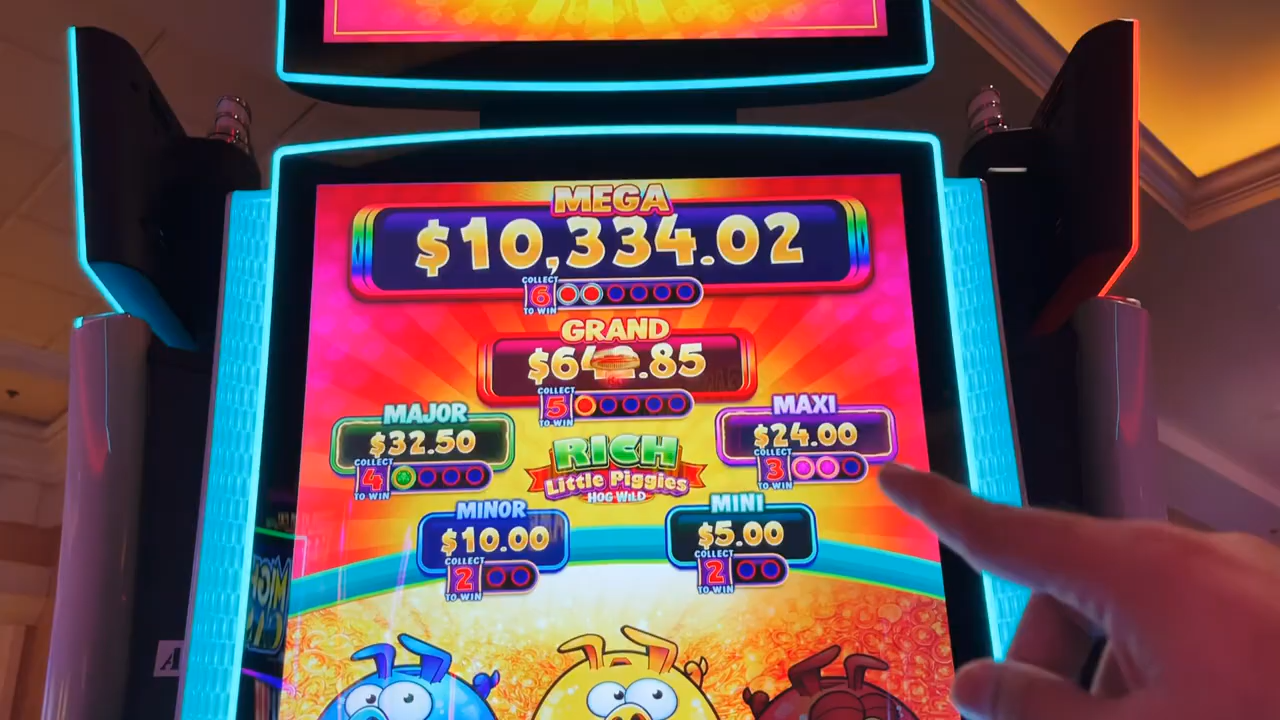 MEGA
$10,334.02
COLLECT
6
TO WIN
GRAND
COLLECT
5
TO WIN
MAJOR
$32.50
COLLECT
4
TO WIN
MAXI
$24.00
COLLECT
3
TO WIN
RICH
Little Piggies
HOG WILD
MINOR
$10.00
COLLECT
2
TO WIN
MINI
$5.00
COLLECT
2
TO WIN
A